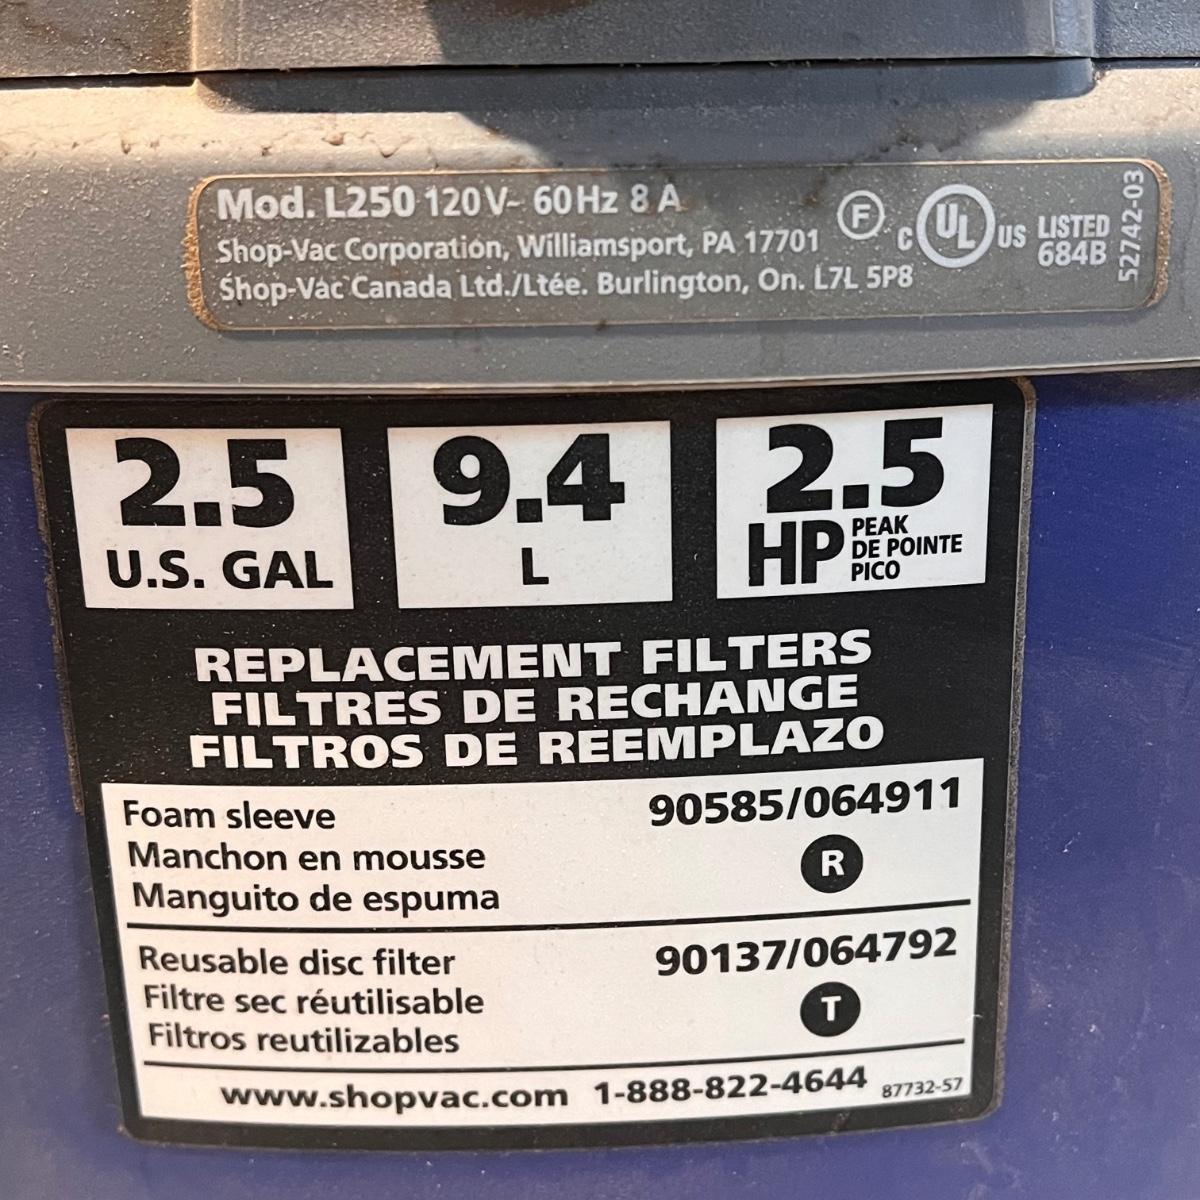 Mod. L250 120V~ 60Hz 8 A
Shop-Vac Corporation, Williamsport, PA 17701
Shop-Vac Canada Ltd./Ltée. Burlington, On. L7L 5P8
F
C UL US LISTED
684B
52742-03
2.5
U.S. GAL
9.4
L
2.5
HP PEAK
DE POINTE
PICO
REPLACEMENT FILTERS
FILTRES DE RECHANGE
FILTROS DE REEMPLAZO
Foam sleeve 90585/064911
Manchon en mousse R
Manguito de espuma
Reusable disc filter 90137/064792
Filtre sec réutilisable T
Filtros reutilizables
www.shopvac.com 1-888-822-4644 87732-57